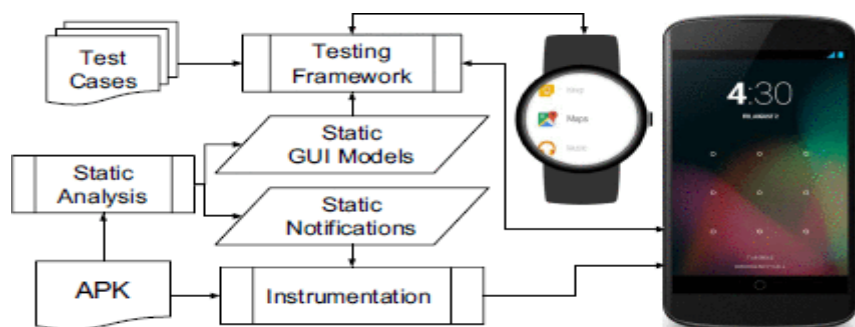 Test
Cases
Testing
Framework
Static
GUI Models
Static
Analysis
Static
Notifications
APK
Instrumentation
Maps
4:30